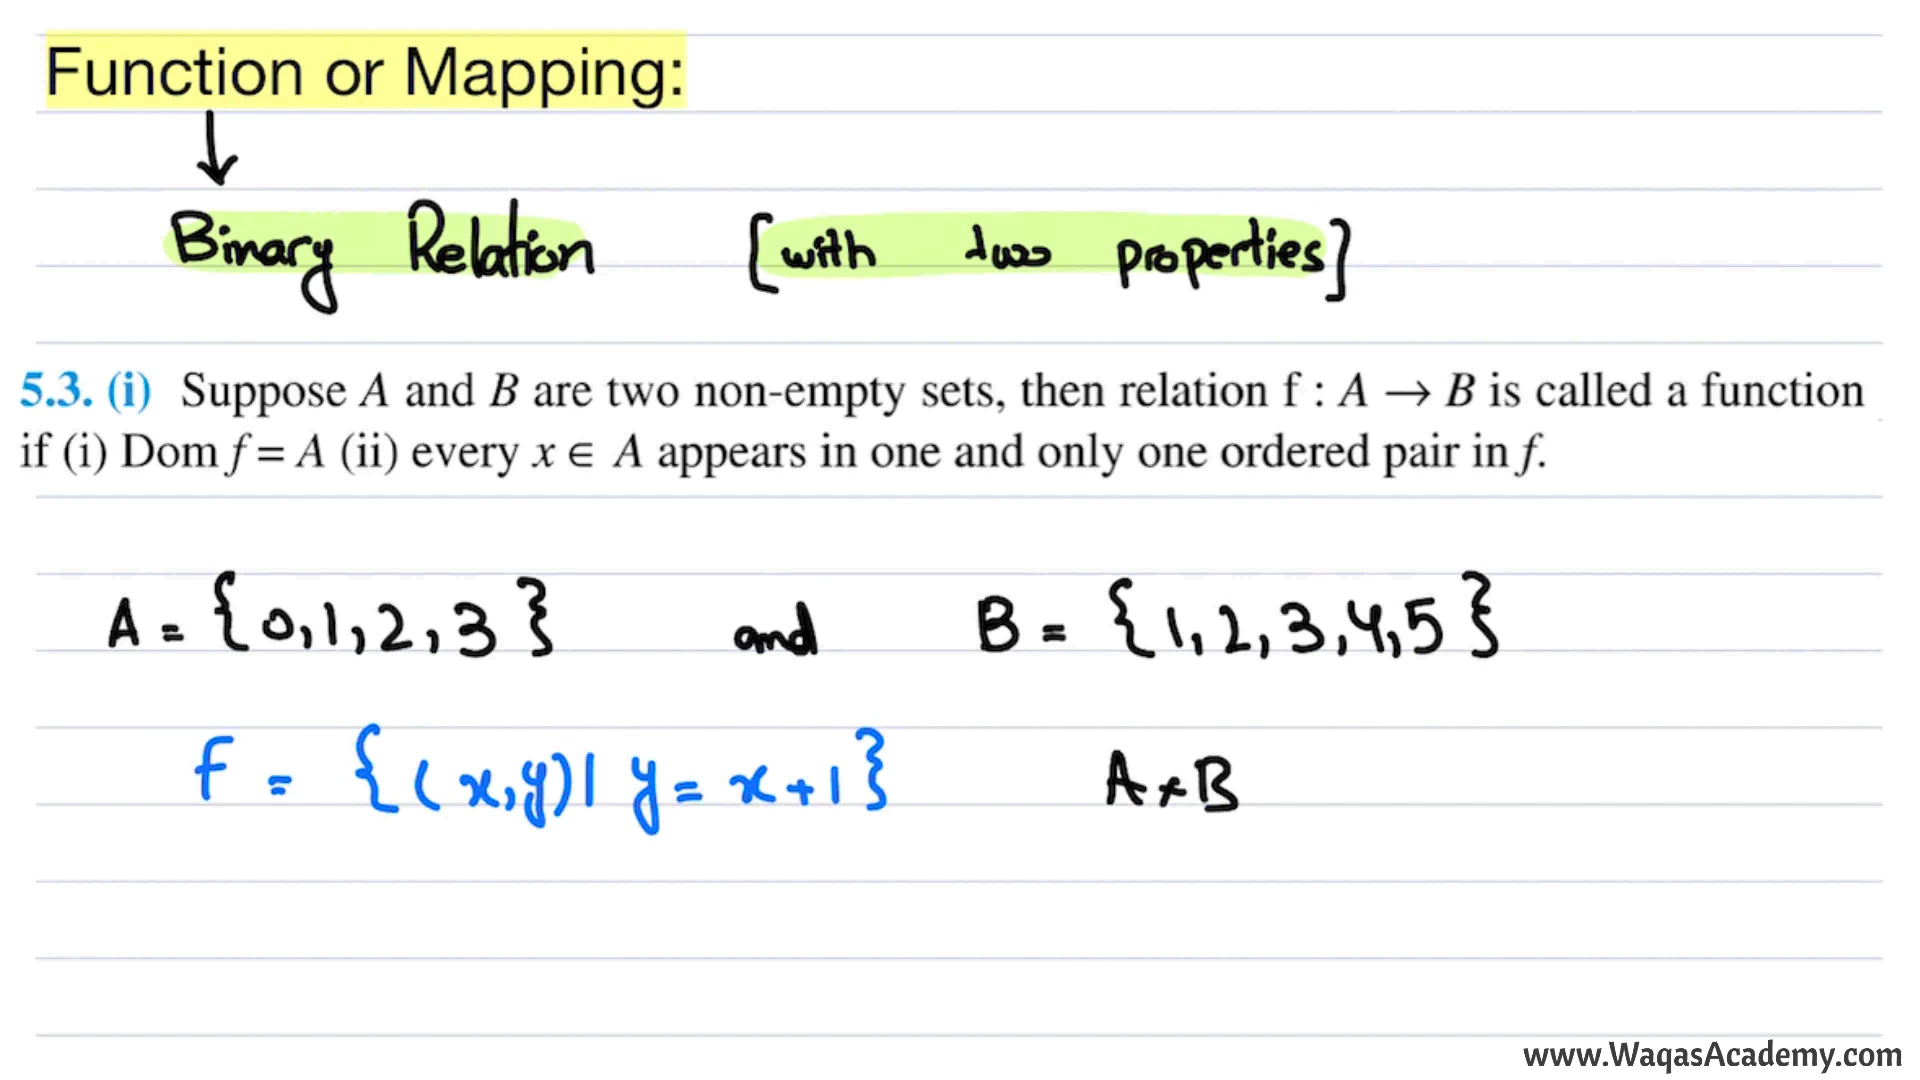 Function or Mapping:
Binary Relation [with two properties]
5.3. (i) Suppose A and B are two non-empty sets, then relation f : A → B is called a function
if (i) Dom f = A (ii) every x ∈ A appears in one and only one ordered pair in f.
A = {0,1,2,3} and B = {1,2,3,4,5}
f = {(x,y)| y = x+1} A×B
www.WaqasAcademy.com